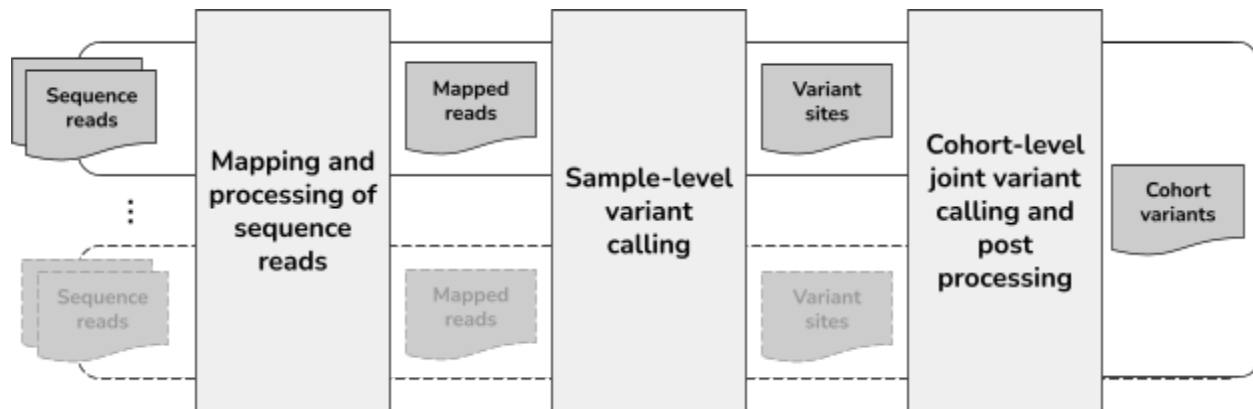 Sequence
reads
Mapping and
processing of
sequence
reads
Mapped
reads
Sample-level
variant
calling
Variant
sites
Cohort-level
joint variant
calling and
post
processing
Cohort
variants
⋮
Sequence
reads
Mapped
reads
Variant
sites